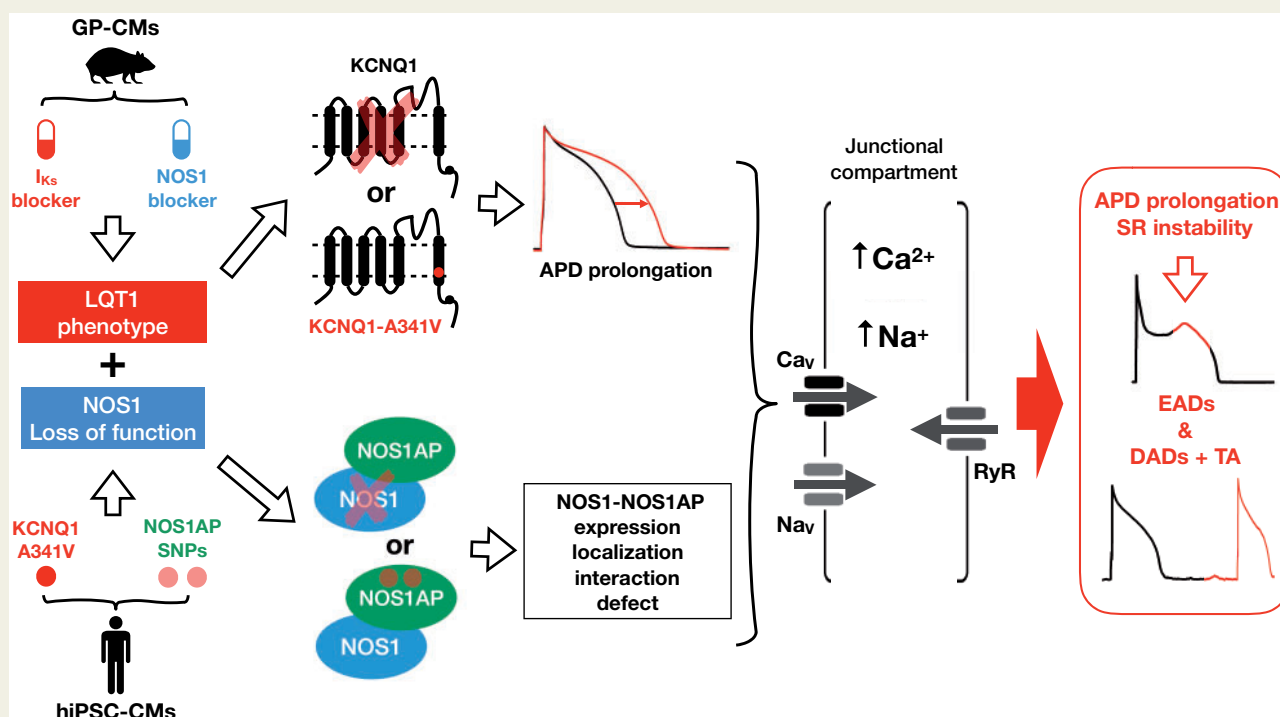 GP-CMs
I_Ks
blocker
NOS1
blocker
LQT1
phenotype
+
NOS1
Loss of function
KCNQ1
A341V
NOS1AP
SNPs
hiPSC-CMs
KCNQ1
or
KCNQ1-A341V
APD prolongation
NOS1AP
NOS1
or
NOS1AP
NOS1
NOS1-NOS1AP
expression
localization
interaction
defect
Junctional
compartment
↑Ca²⁺
↑Na⁺
Caᵥ
Naᵥ
RyR
APD prolongation
SR instability
EADs
&
DADs + TA